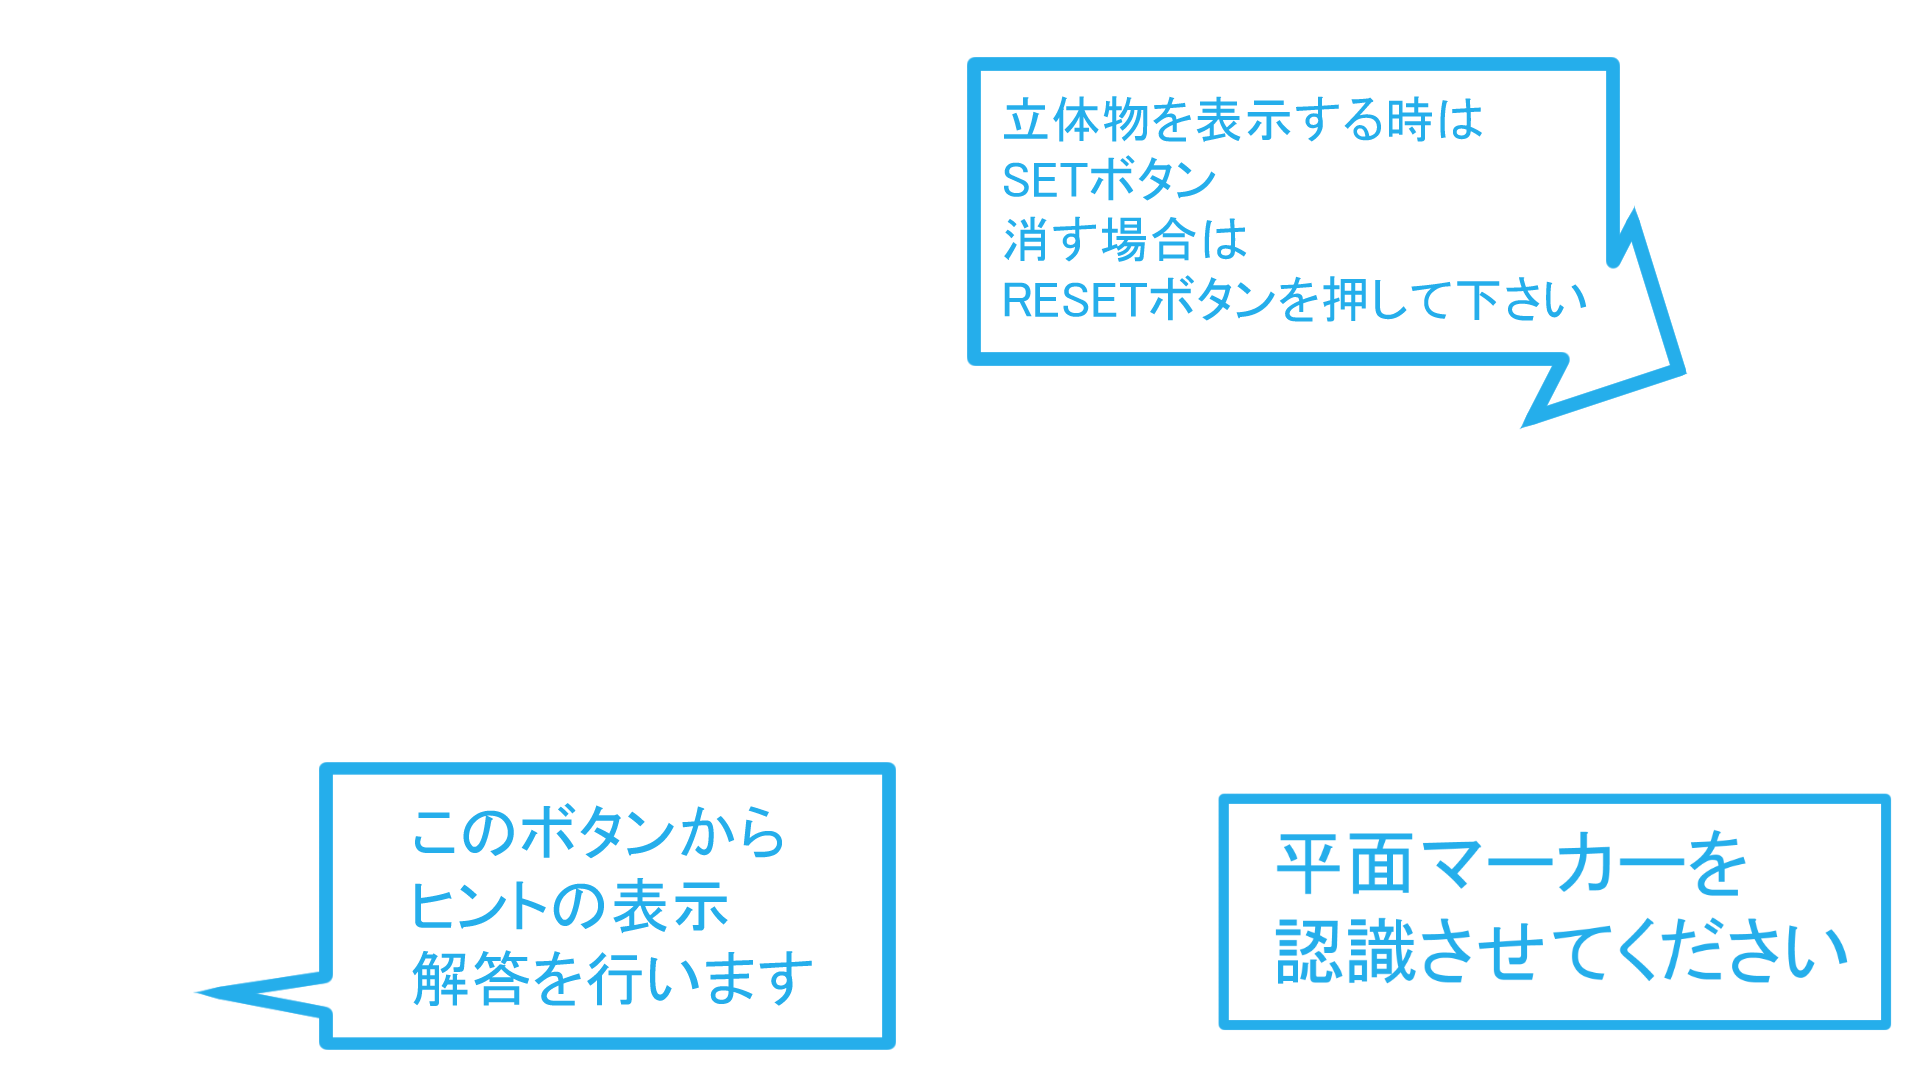 立体物を表示する時は
SETボタン
消す場合は
RESETボタンを押して下さい
このボタンから
ヒントの表示
解答を行います
平面マーカーを
認識させてください